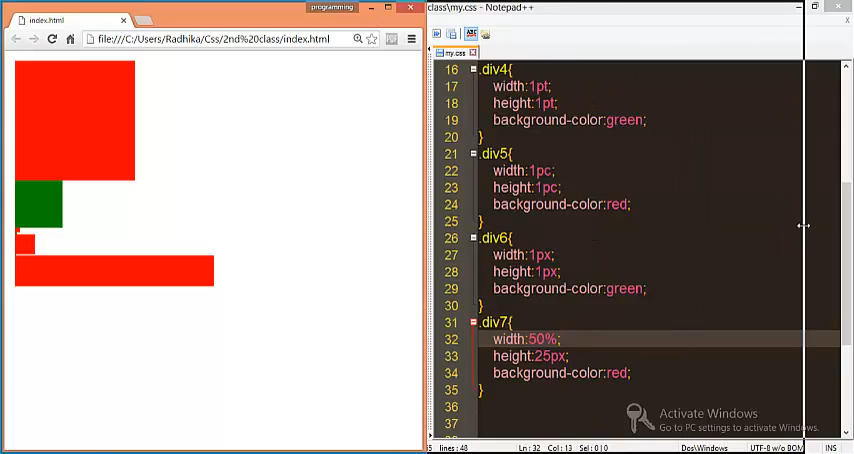 programming
index.html
file:///C:/Users/Radhika/Css/2nd%20class/index.html
class\my.css - Notepad++
ABC
my.css
16 .div4{
17 width:1pt;
18 height:1pt;
19 background-color:green;
20 }
21 .div5{
22 width:1pc;
23 height:1pc;
24 background-color:red;
25 }
26 .div6{
27 width:1px;
28 height:1px;
29 background-color:green;
30 }
31 .div7{
32 width:50%;
33 height:25px;
34 background-color:red;
35 }
36
37
Activate Windows
Go to PC settings to activate Windows.
lines : 48 Ln : 32 Col : 13 Sel : 0 | 0 Dos\Windows UTF-8 w/o BOM INS